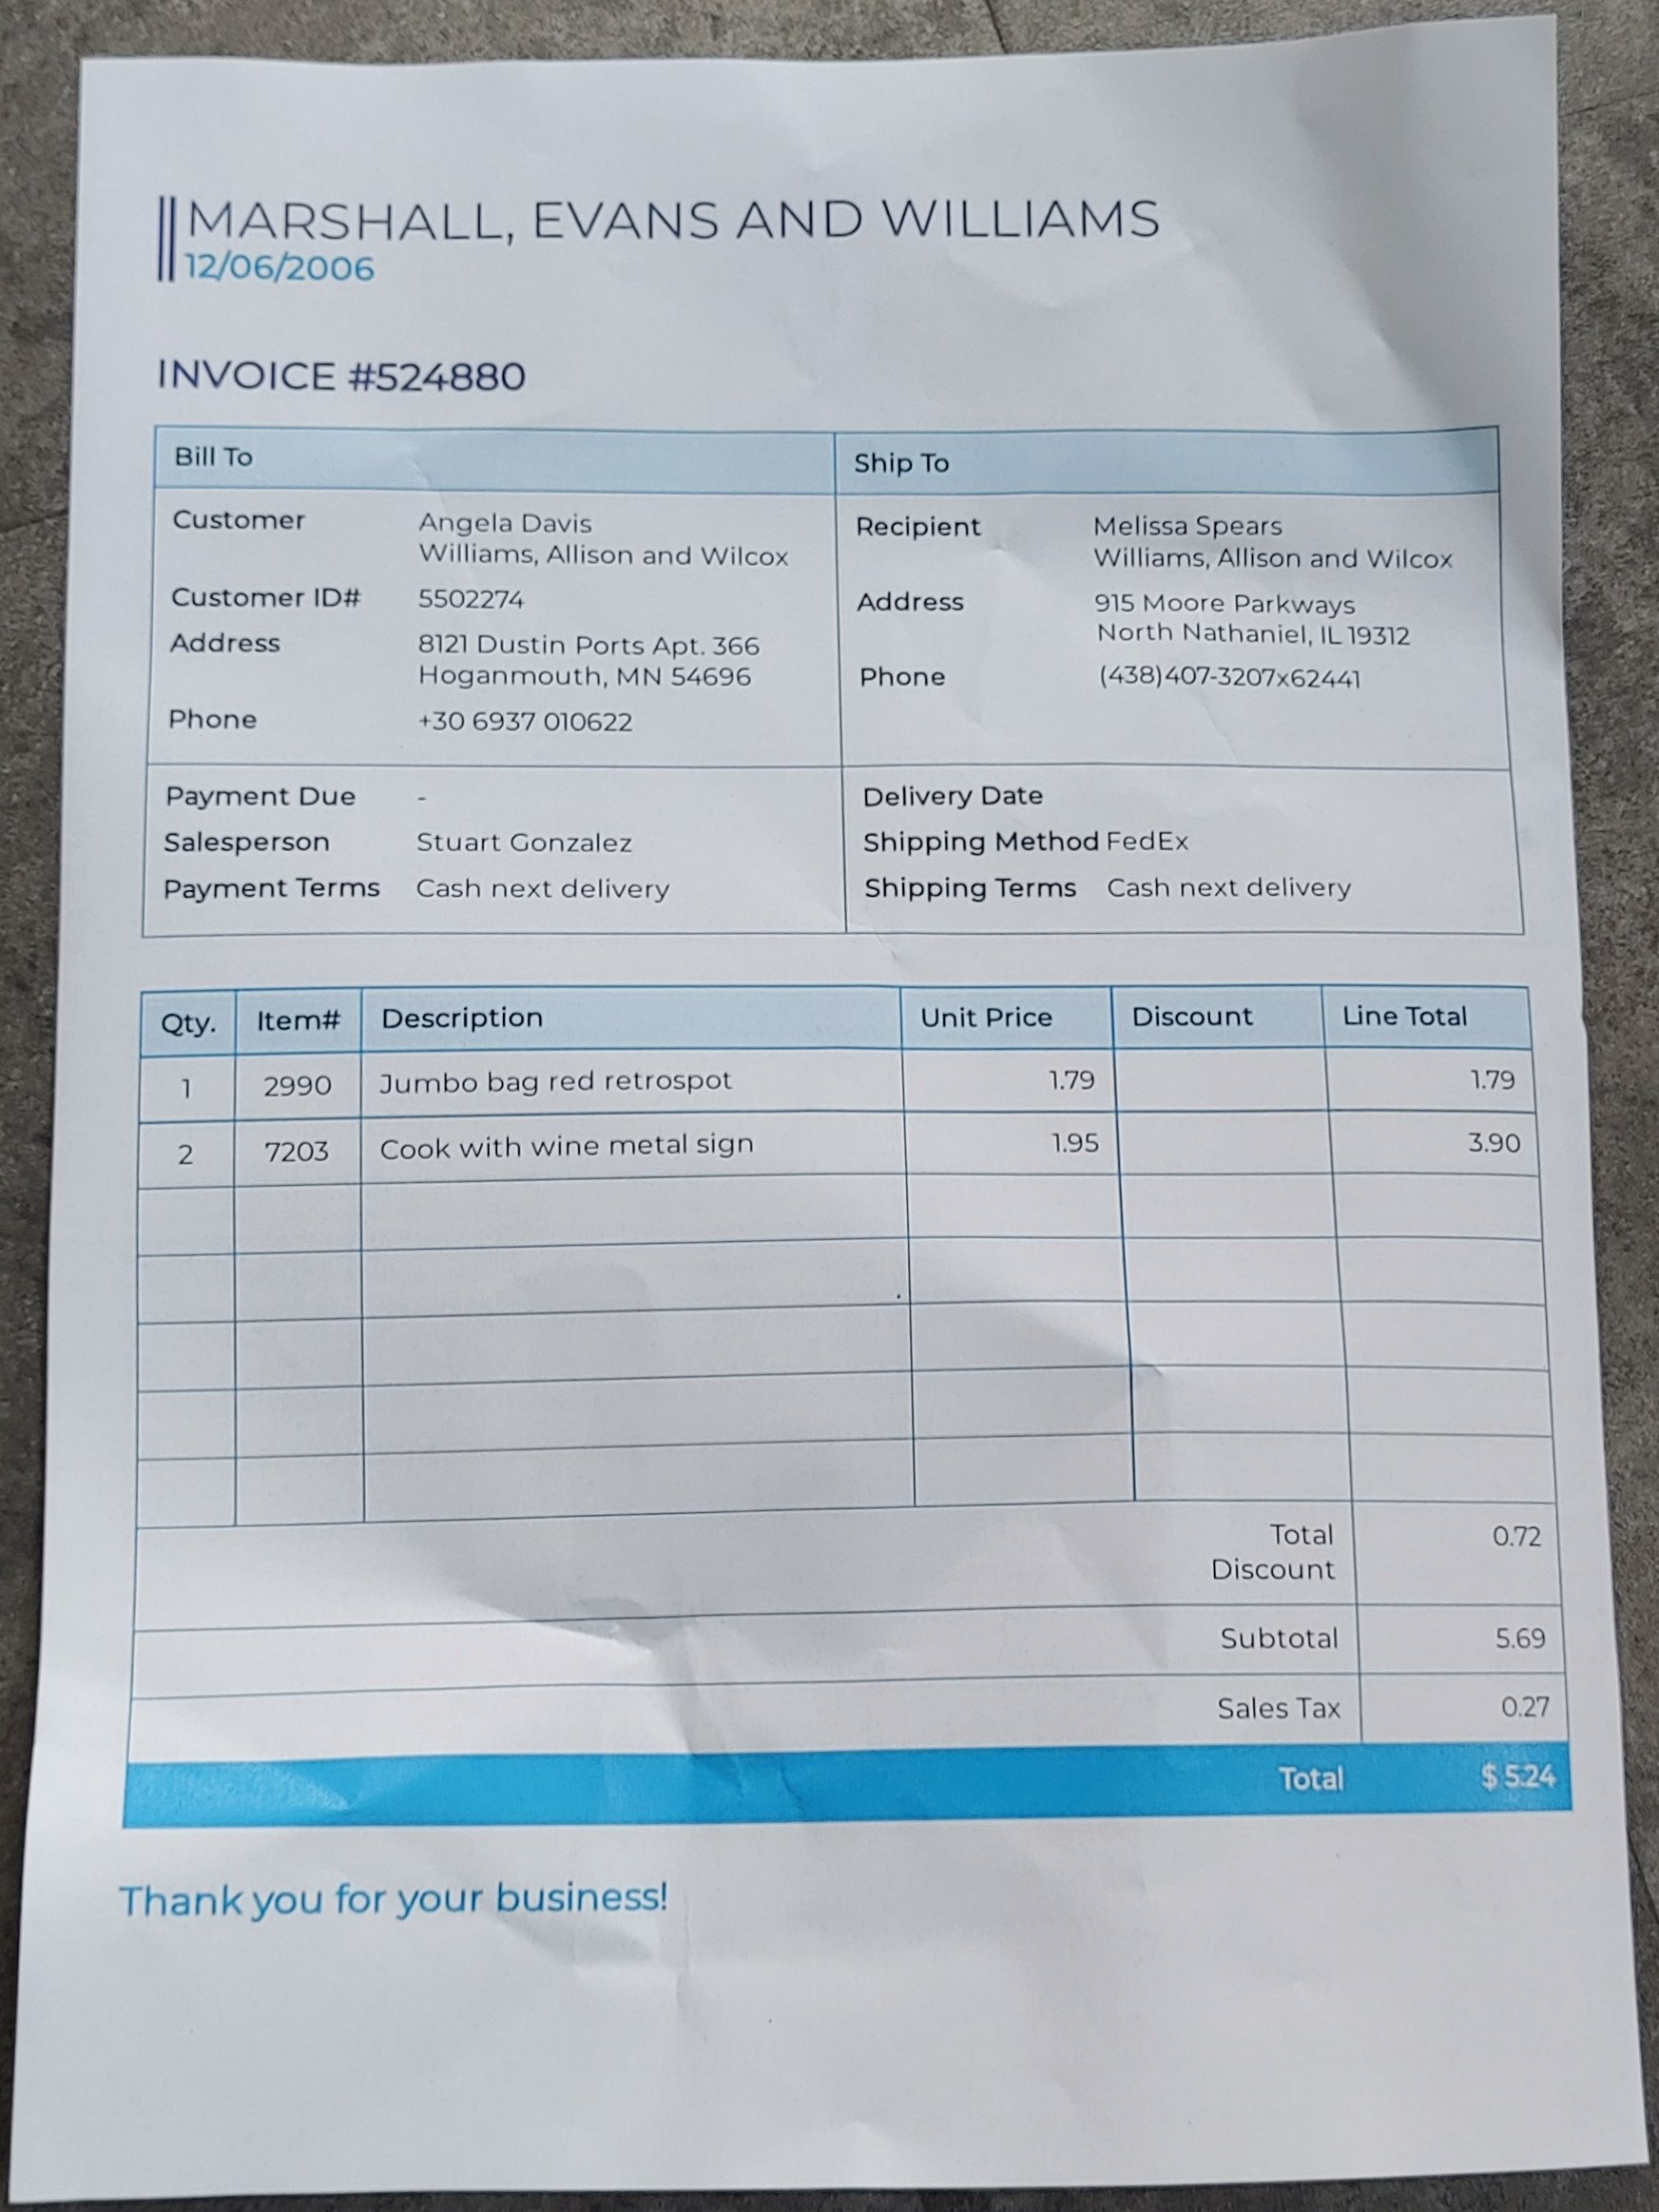 MARSHALL, EVANS AND WILLIAMS
12/06/2006
INVOICE #524880
Bill To
Customer Angela Davis
Williams, Allison and Wilcox
Customer ID# 5502274
Address 8121 Dustin Ports Apt. 366
Hoganmouth, MN 54696
Phone +30 6937 010622
Ship To
Recipient Melissa Spears
Williams, Allison and Wilcox
Address 915 Moore Parkways
North Nathaniel, IL 19312
Phone (438)407-3207x62441
Payment Due -
Salesperson Stuart Gonzalez
Payment Terms Cash next delivery
Delivery Date
Shipping Method FedEx
Shipping Terms Cash next delivery
Qty. Item# Description Unit Price Discount Line Total
1 2990 Jumbo bag red retrospot 1.79 1.79
2 7203 Cook with wine metal sign 1.95 3.90
Total Discount 0.72
Subtotal 5.69
Sales Tax 0.27
Total $ 5.24
Thank you for your business!